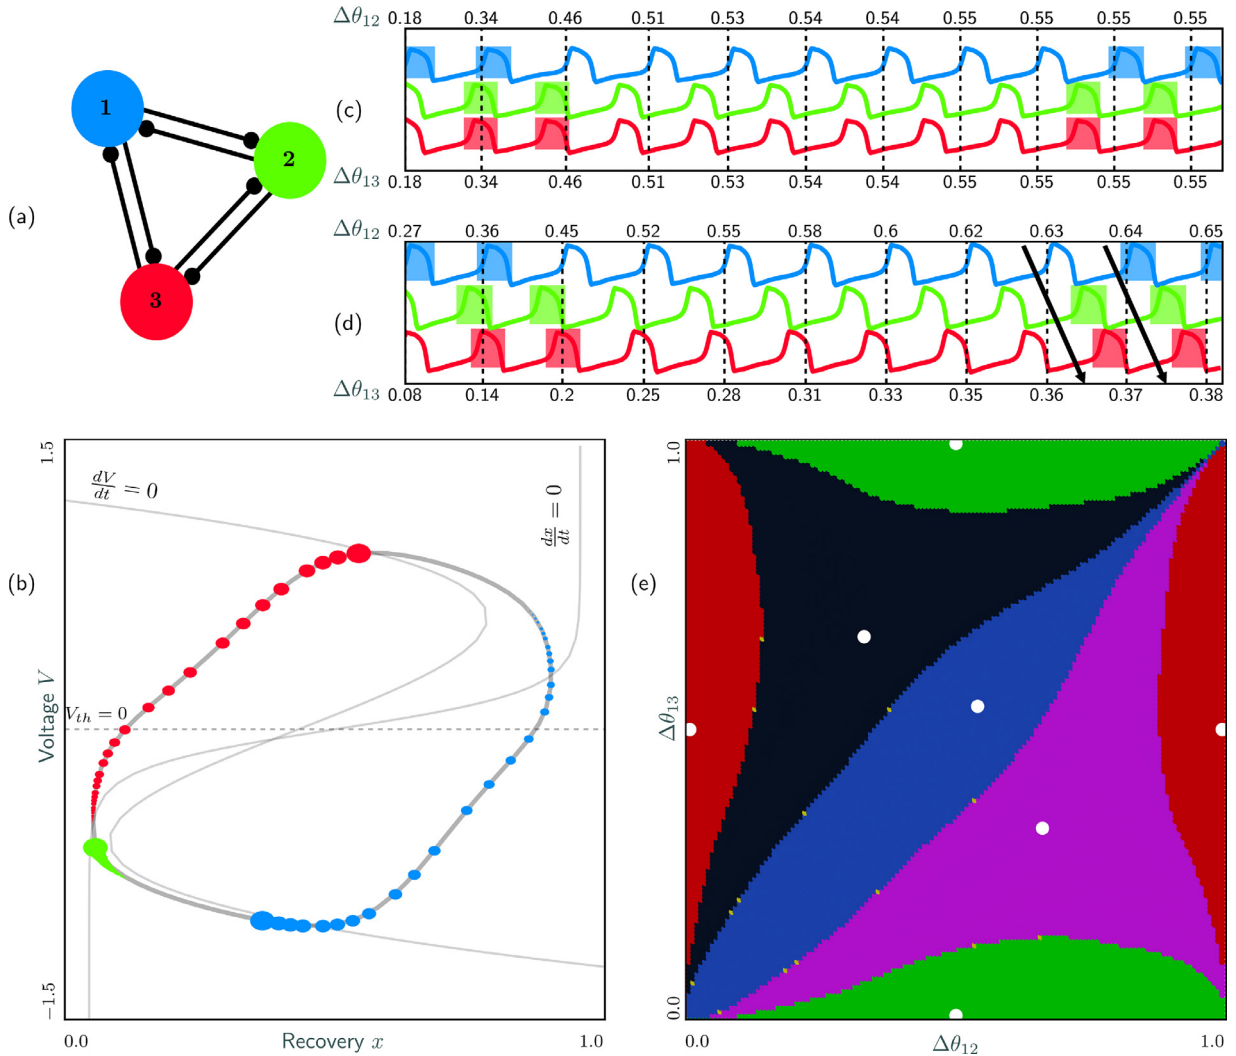 (a)
1
2
3
(c)
Δθ12 0.18 0.34 0.46 0.51 0.53 0.54 0.54 0.55 0.55 0.55
Δθ13 0.18 0.34 0.46 0.51 0.53 0.54 0.54 0.55 0.55 0.55
(d)
Δθ12 0.27 0.36 0.45 0.52 0.55 0.58 0.6 0.62 0.63 0.64 0.65
Δθ13 0.08 0.14 0.2 0.25 0.28 0.31 0.33 0.35 0.36 0.37 0.38
(b)
1.5
dV/dt = 0
dx/dt = 0
Vth = 0
Voltage V
−1.5
0.0 Recovery x 1.0
(e)
1.0
Δθ13
0.0
0.0 Δθ12 1.0